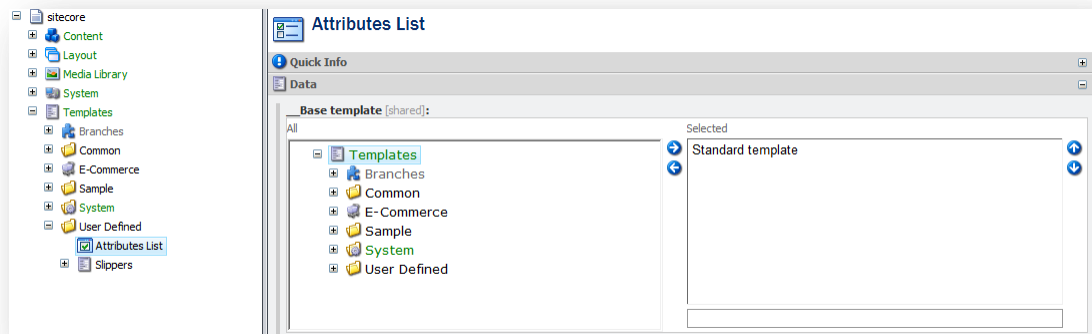 sitecore
Content
Layout
Media Library
System
Templates
Branches
Common
E-Commerce
Sample
System
User Defined
Attributes List
Slippers
Attributes List
Quick Info
Data
__Base template [shared]:
All
Templates
Branches
Common
E-Commerce
Sample
System
User Defined
Selected
Standard template